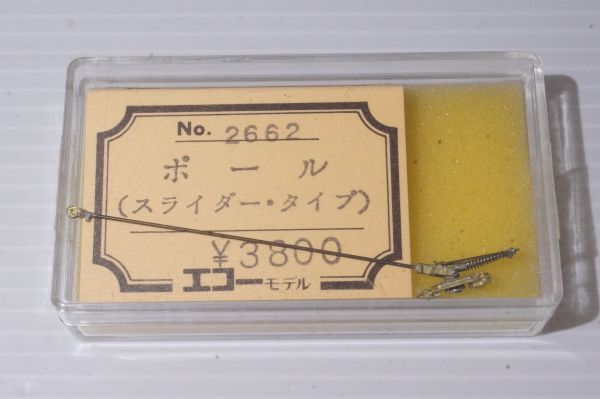 No. 2662
ポール
(スライダー・タイプ)
¥3800
エコーモデル